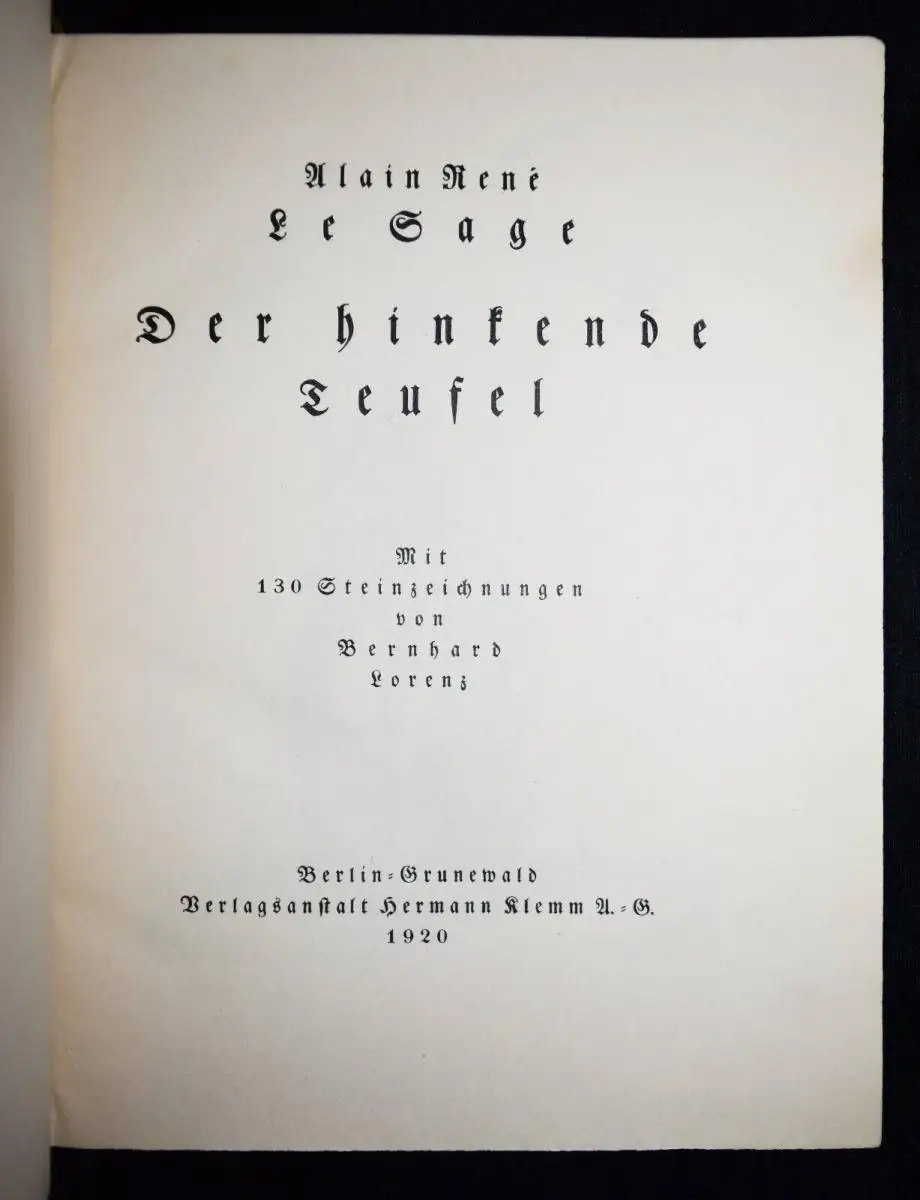 Alain René
Le Sage
Der hinkende
Teufel
Mit
130 Steinzeichnungen
von
Bernhard
Lorenz
Berlin-Grunewald
Verlagsanstalt Hermann Klemm A.-G.
1920